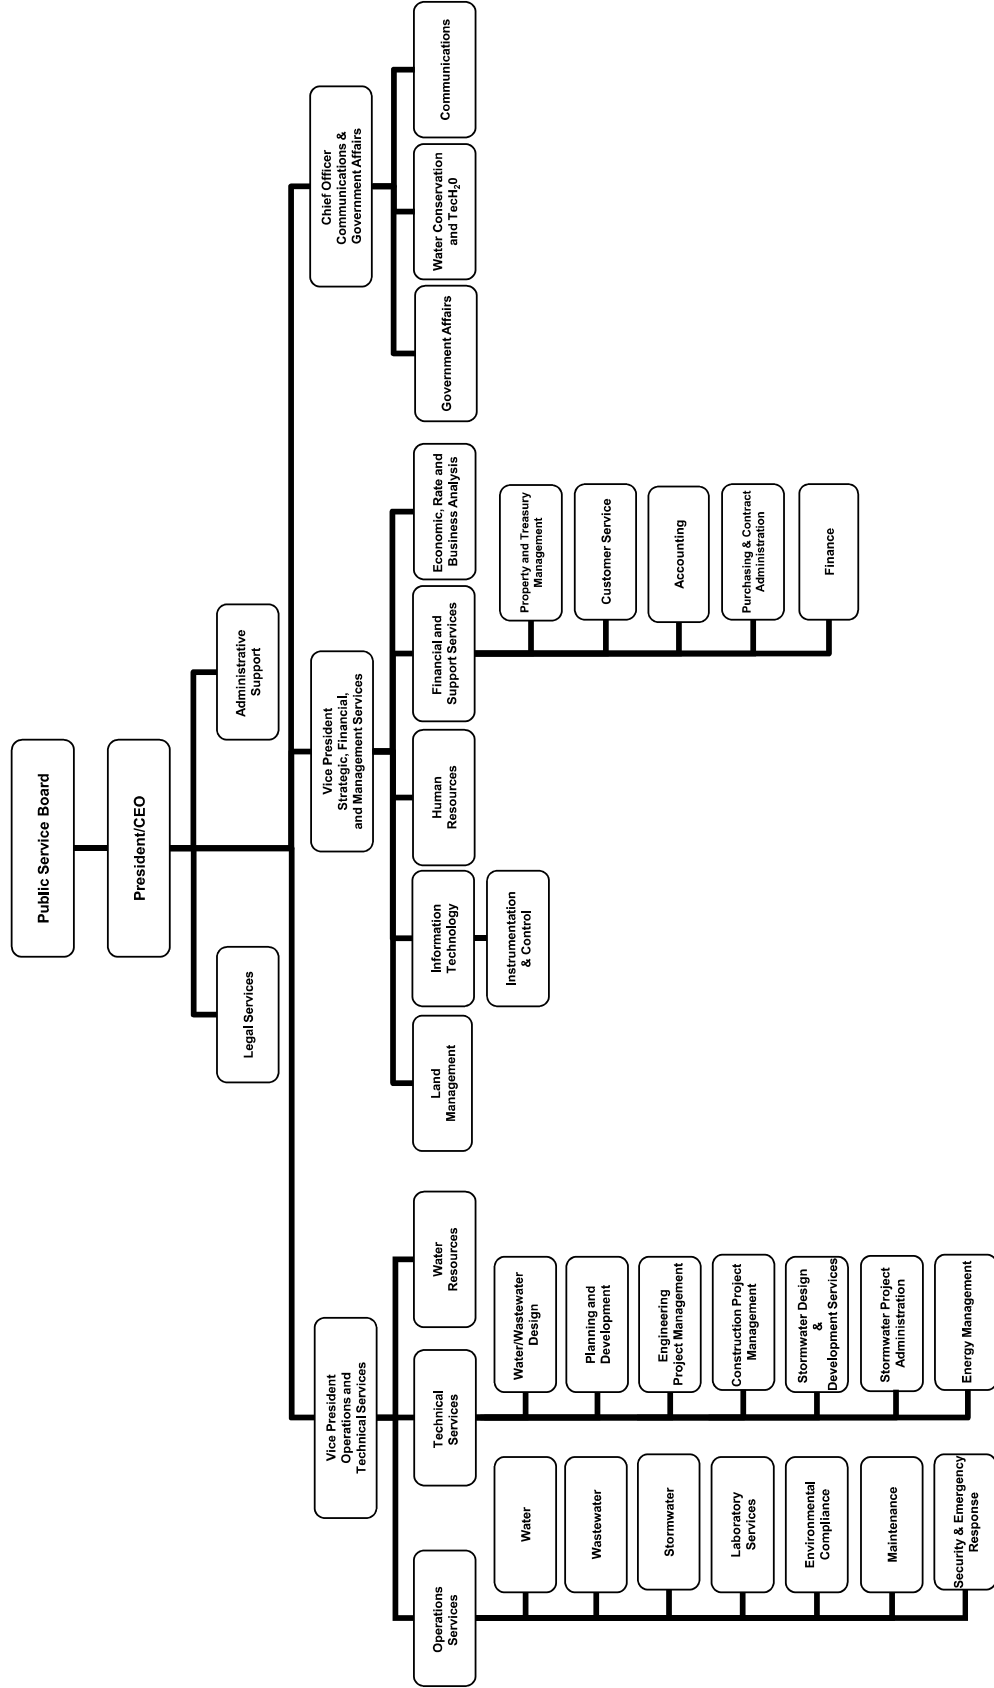 Public Service Board
President/CEO
Legal Services
Administrative
Support
Vice President
Operations and
Technical Services
Vice President
Strategic, Financial,
and Management Services
Chief Officer
Communications &
Government Affairs
Operations
Services
Technical
Services
Water
Resources
Land
Management
Information
Technology
Human
Resources
Financial and
Support Services
Economic, Rate and
Business Analysis
Government Affairs
Water Conservation
and TecH₂0
Communications
Water
Wastewater
Stormwater
Laboratory
Services
Environmental
Compliance
Maintenance
Security & Emergency
Response
Water/Wastewater
Design
Planning and
Development
Engineering
Project Management
Construction Project
Management
Stormwater Design
&
Development Services
Stormwater Project
Administration
Energy Management
Instrumentation
& Control
Property and Treasury
Management
Customer Service
Accounting
Purchasing & Contract
Administration
Finance